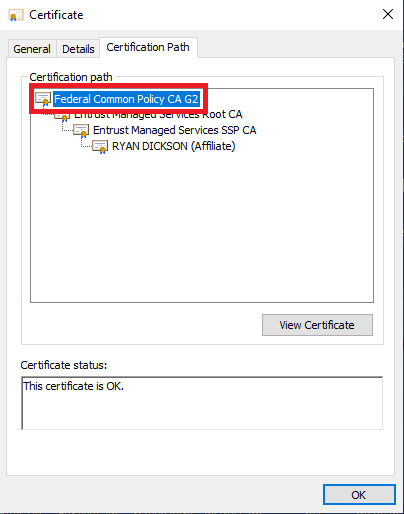 Certificate
General Details Certification Path
Certification path
Federal Common Policy CA G2
Entrust Managed Services Root CA
Entrust Managed Services SSP CA
RYAN DICKSON (Affiliate)
View Certificate
Certificate status:
This certificate is OK.
OK